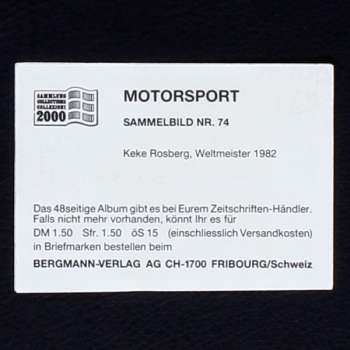 SAMMLUNG
COLLECTIONS
COLLEZIONI
2000
MOTORSPORT
SAMMELBILD NR. 74
Keke Rosberg, Weltmeister 1982
Das 48seitige Album gibt es bei Eurem Zeitschriften-Händler.
Falls nicht mehr vorhanden, könnt Ihr es für
DM 1.50 Sfr. 1.50 öS 15 (einschliesslich Versandkosten)
in Briefmarken bestellen beim
BERGMANN-VERLAG AG CH-1700 FRIBOURG/Schweiz